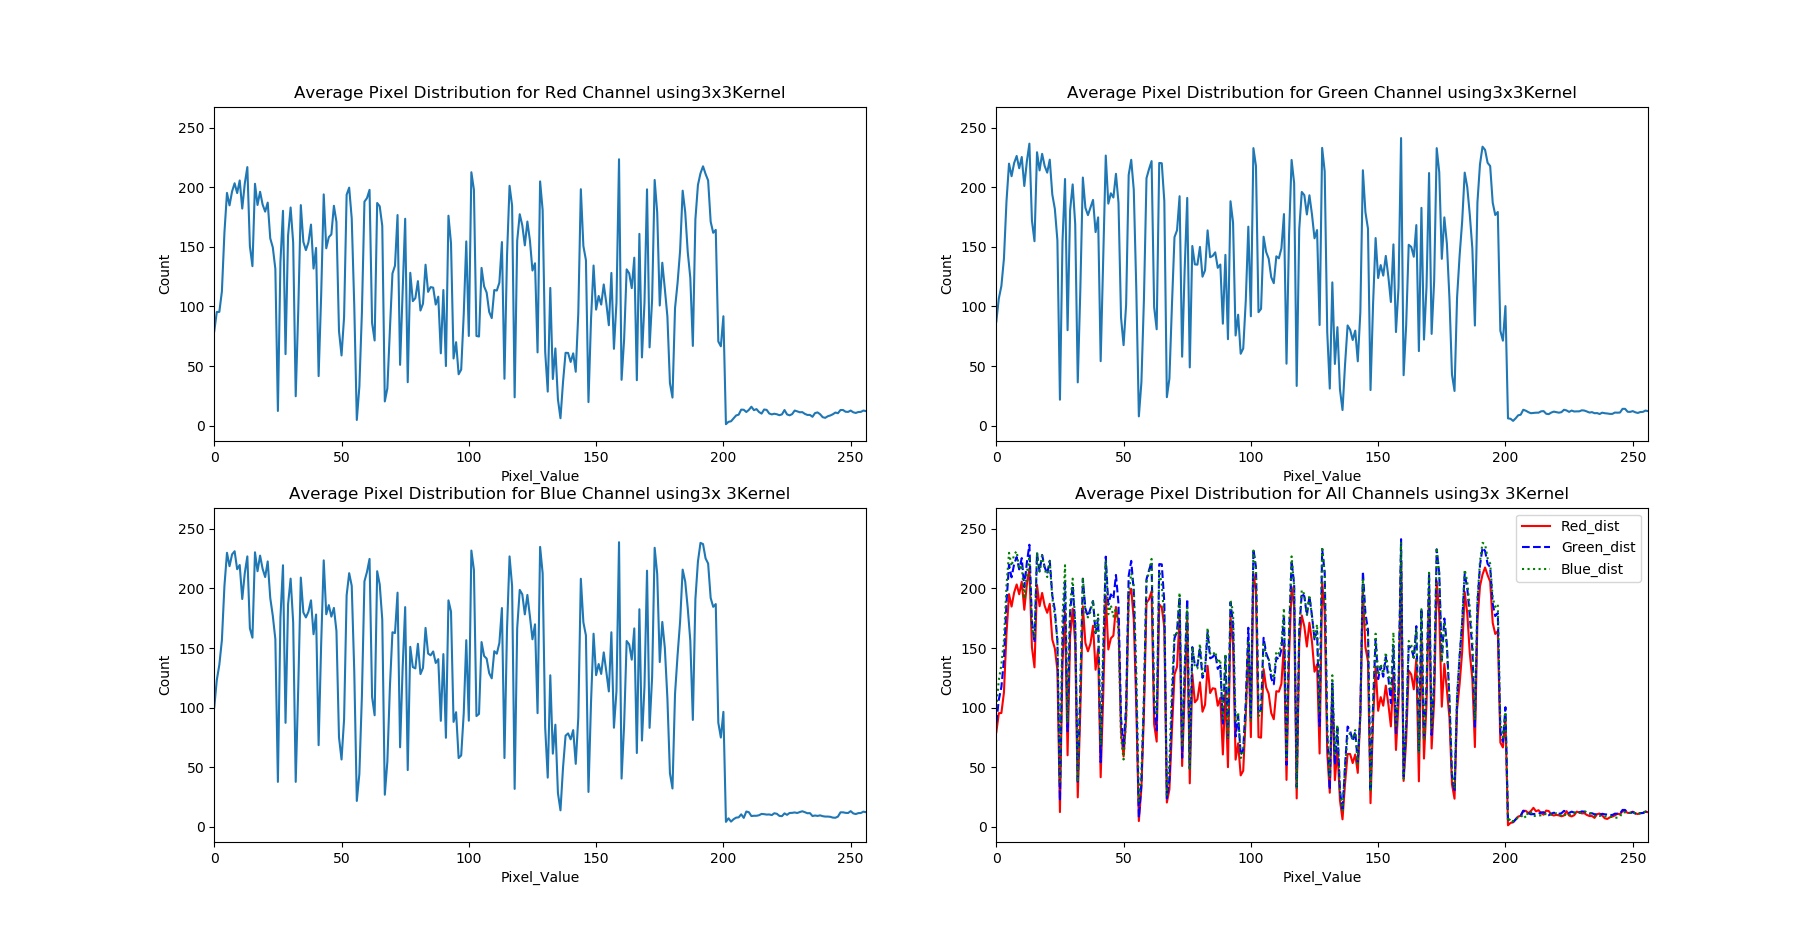 Average Pixel Distribution for Red Channel using3x3Kernel
250
200
150
100
50
0
Count
0 50 100 150 200 250
Pixel_Value
Average Pixel Distribution for Green Channel using3x3Kernel
250
200
150
100
50
0
Count
0 50 100 150 200 250
Pixel_Value
Average Pixel Distribution for Blue Channel using3x 3Kernel
250
200
150
100
50
0
Count
0 50 100 150 200 250
Pixel_Value
Average Pixel Distribution for All Channels using3x 3Kernel
250
200
150
100
50
0
Count
Red_dist
Green_dist
Blue_dist
0 50 100 150 200 250
Pixel_Value